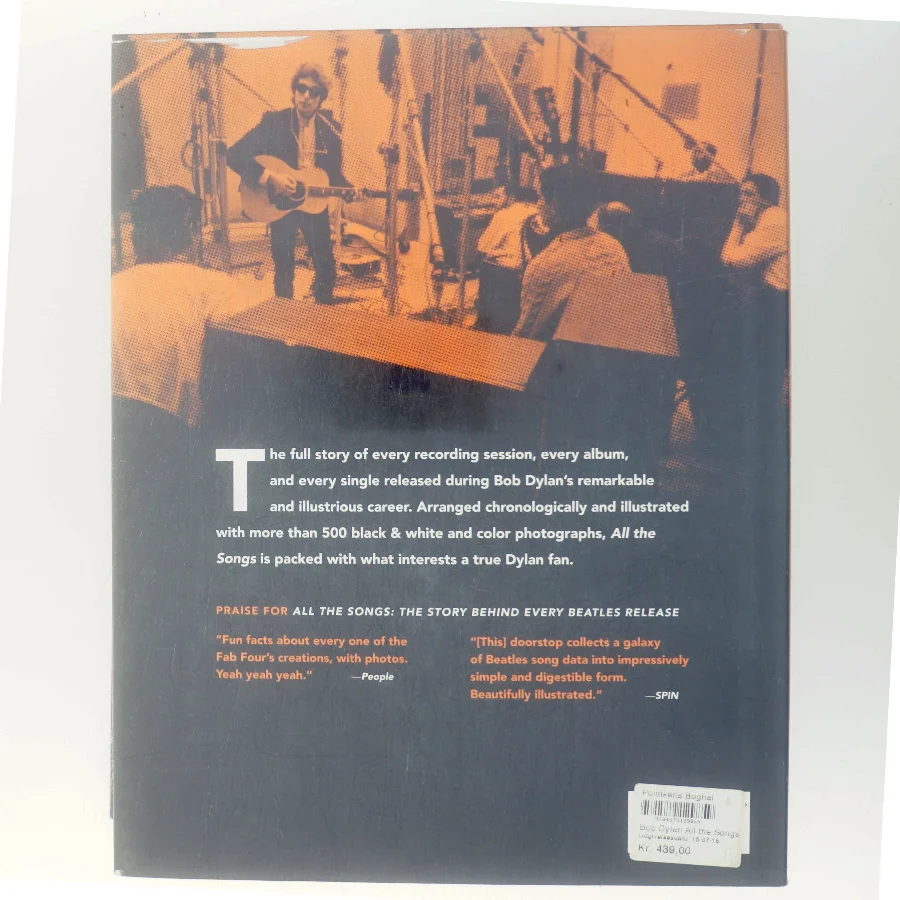 The full story of every recording session, every album,
and every single released during Bob Dylan's remarkable
and illustrious career. Arranged chronologically and illustrated
with more than 500 black & white and color photographs, All the
Songs is packed with what interests a true Dylan fan.
PRAISE FOR ALL THE SONGS: THE STORY BEHIND EVERY BEATLES RELEASE
"Fun facts about every one of the
Fab Four's creations, with photos.
Yeah yeah yeah." —People
"[This] doorstop collects a galaxy
of Beatles song data into impressively
simple and digestible form.
Beautifully illustrated." —SPIN
Politikens Boghal
Bob Dylan All the Songs
Kr. 439,00